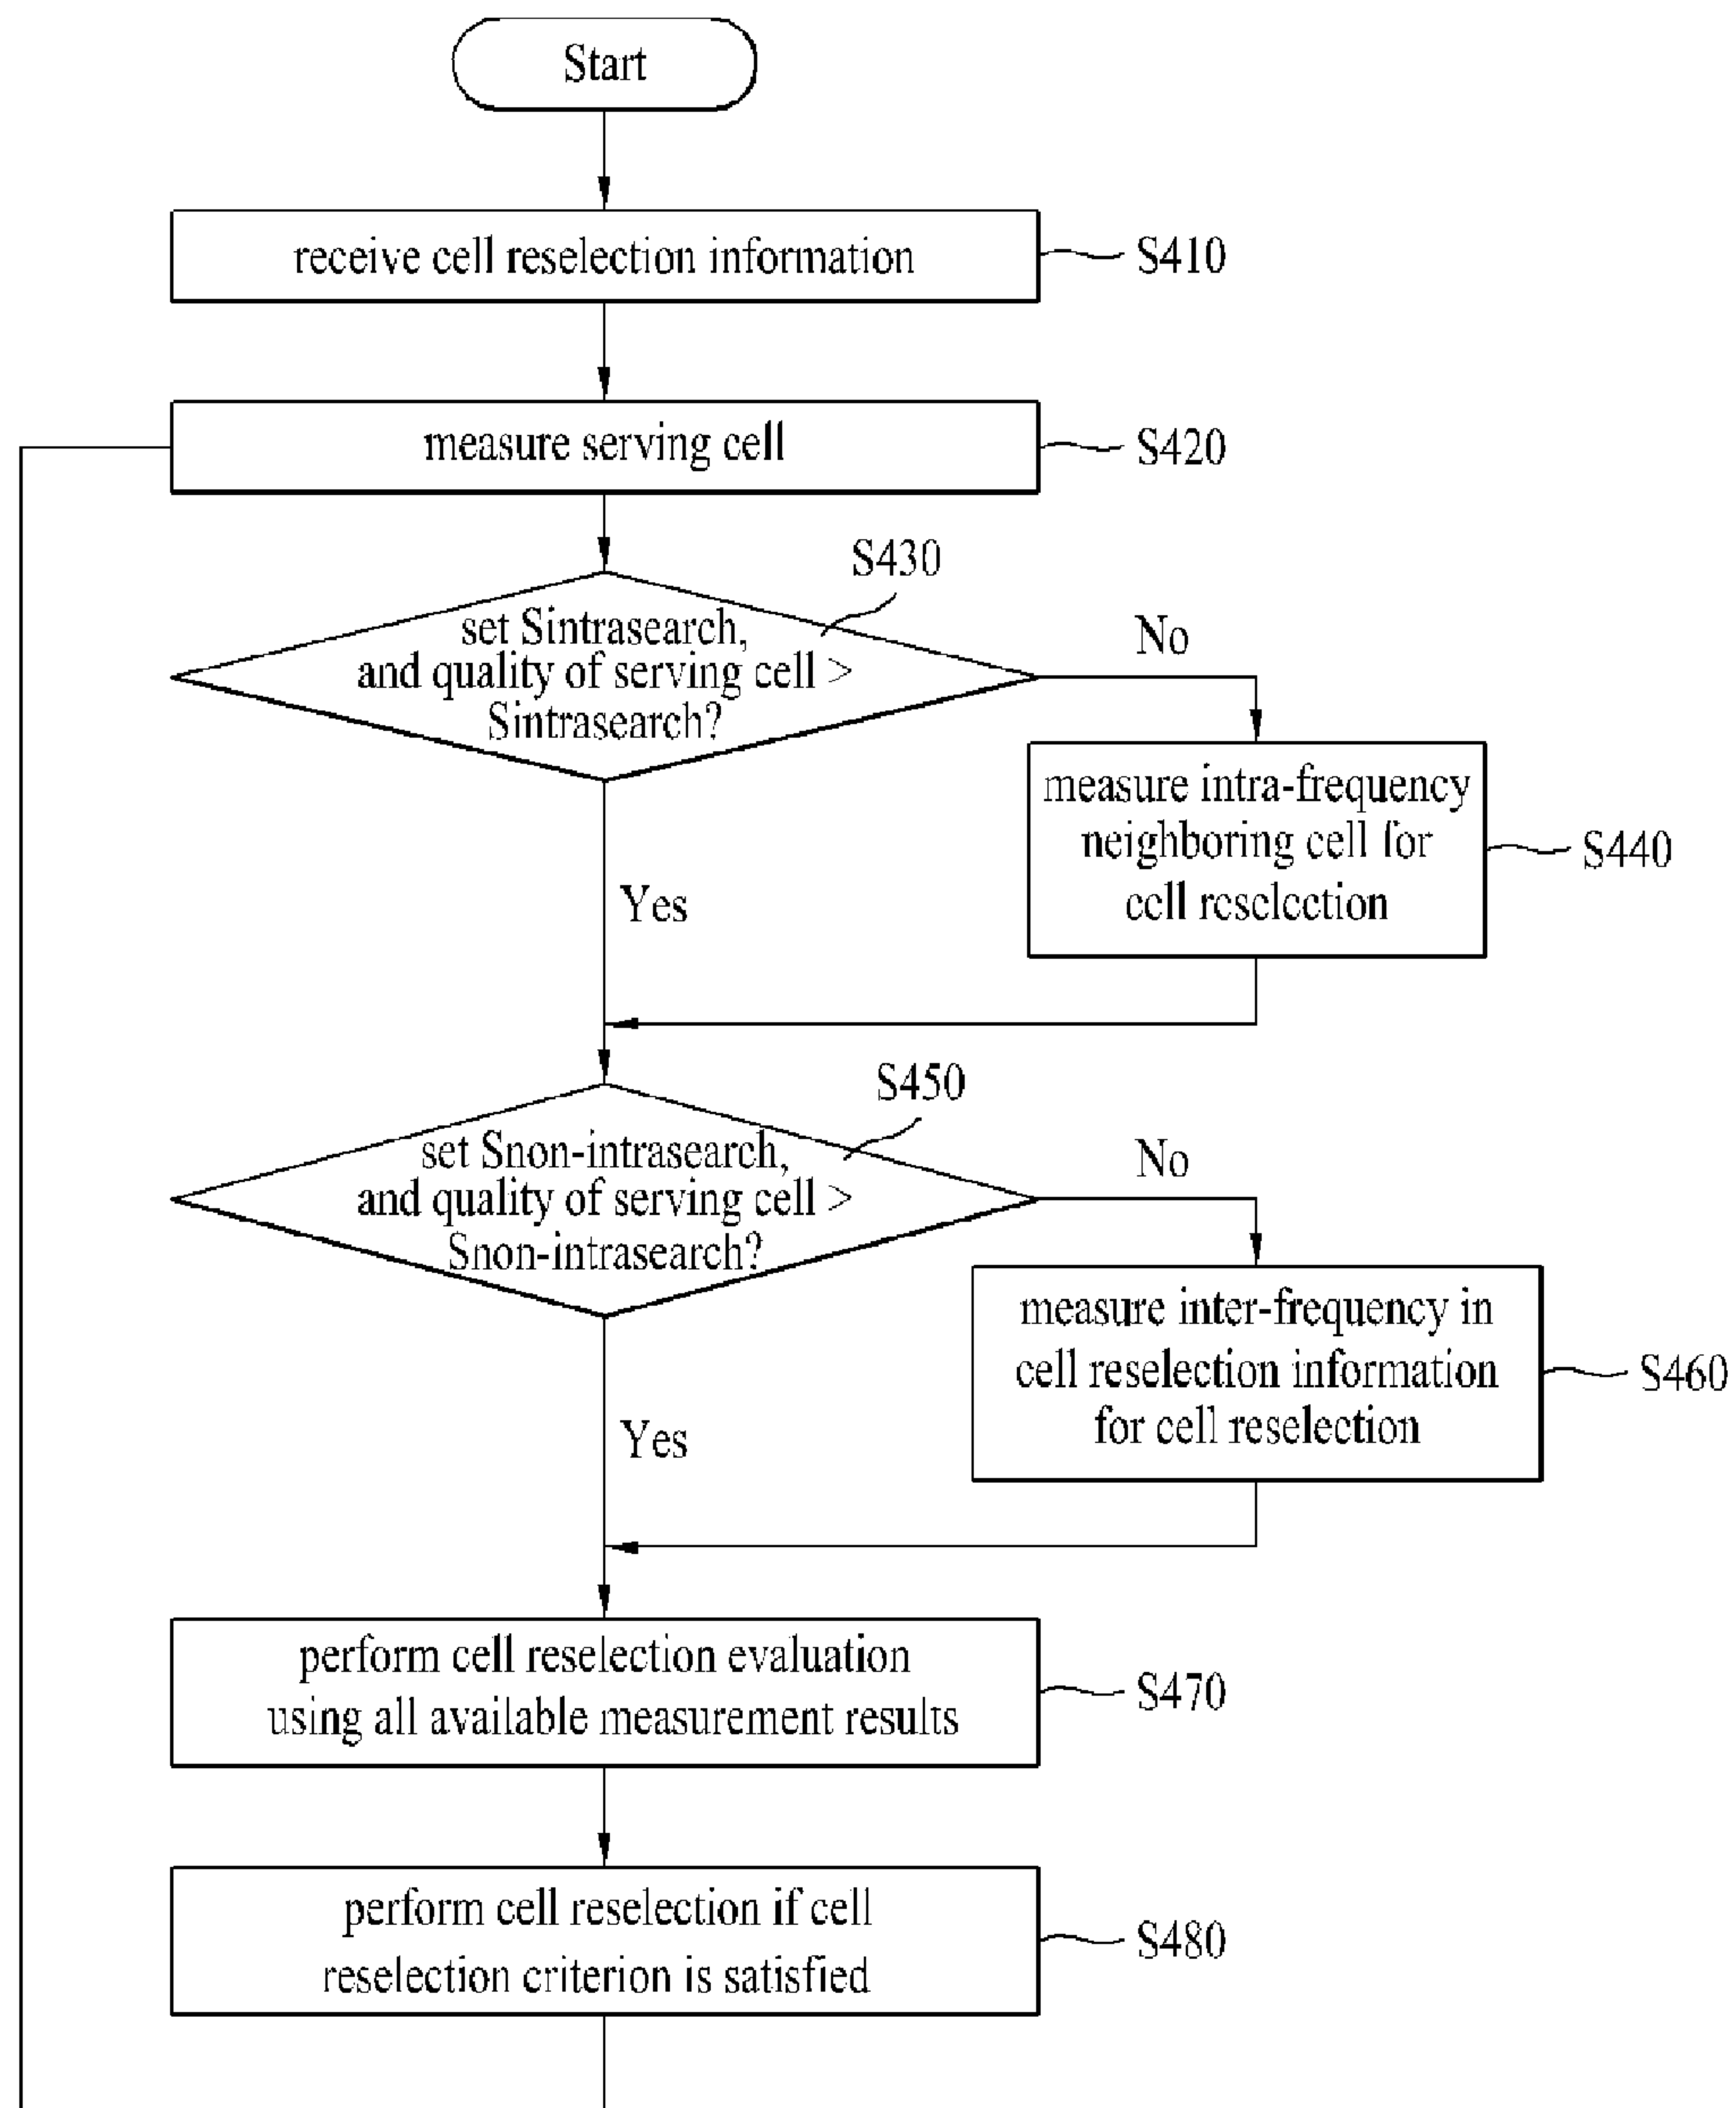 Start
receive cell reselection information
S410
measure serving cell
S420
S430
set Sintrasearch,
and quality of serving cell >
Sintrasearch?
No
measure intra-frequency
neighboring cell for
cell reselection
S440
Yes
S450
set Snon-intrasearch,
and quality of serving cell >
Snon-intrasearch?
No
measure inter-frequency in
cell reselection information
for cell reselection
S460
Yes
perform cell reselection evaluation
using all available measurement results
S470
perform cell reselection if cell
reselection criterion is satisfied
S480